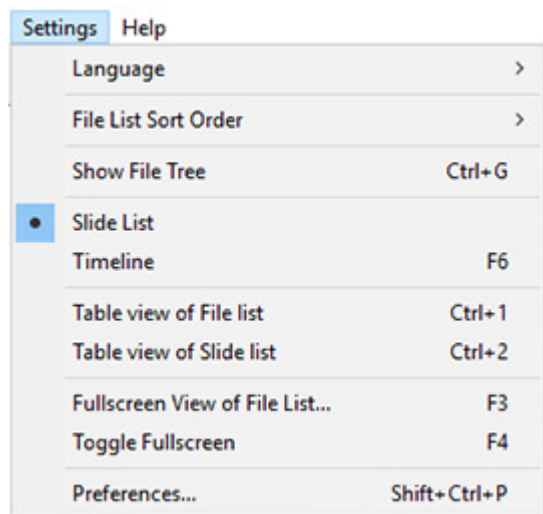 Settings Help
Language >
File List Sort Order >
Show File Tree Ctrl+G
Slide List
Timeline F6
Table view of File list Ctrl+1
Table view of Slide list Ctrl+2
Fullscreen View of File List... F3
Toggle Fullscreen F4
Preferences... Shift+Ctrl+P